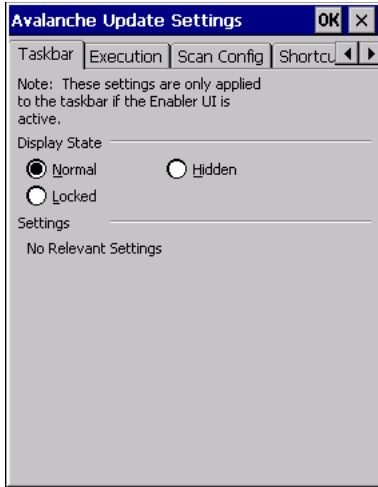 Avalanche Update Settings OK ×
Taskbar Execution Scan Config Shortcu
Note: These settings are only applied
to the taskbar if the Enabler UI is
active.
Display State
Normal Hidden
Locked
Settings
No Relevant Settings